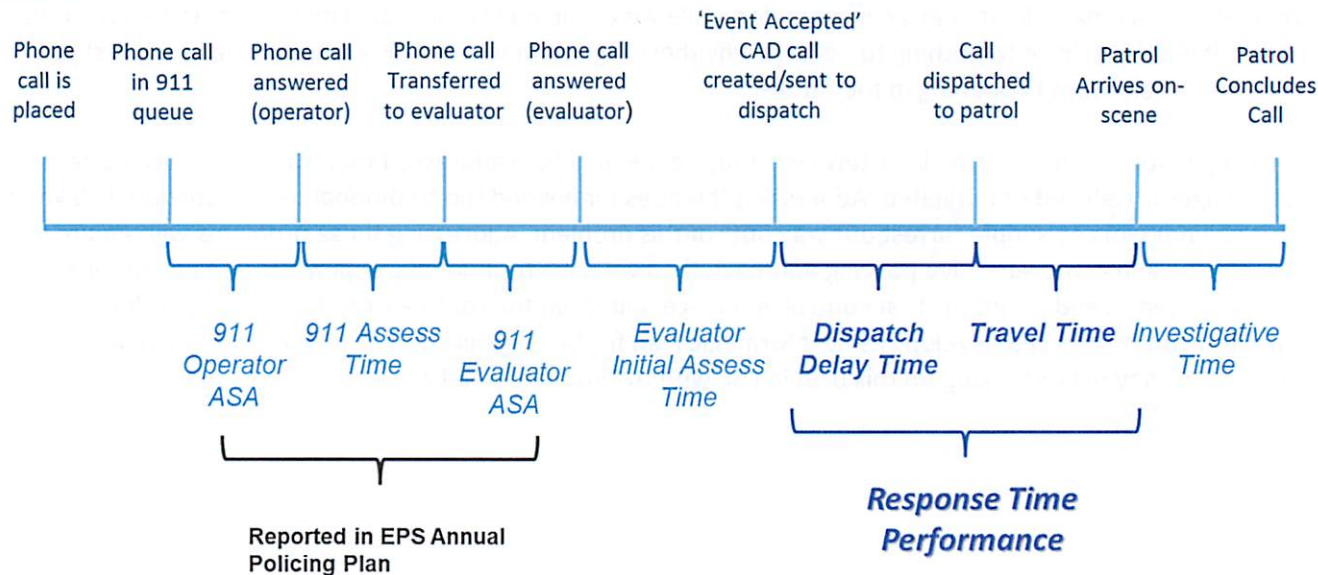 Phone
call is
placed
Phone call
in 911
queue
Phone call
answered
(operator)
Phone call
Transferred
to evaluator
Phone call
answered
(evaluator)
'Event Accepted'
CAD call
created/sent to
dispatch
Call
dispatched
to patrol
Patrol
Arrives on-
scene
Patrol
Concludes
Call
911
Operator
ASA
911 Assess
Time
911
Evaluator
ASA
Evaluator
Initial Assess
Time
Dispatch
Delay Time
Travel Time
Investigative
Time
Reported in EPS Annual
Policing Plan
Response Time
Performance